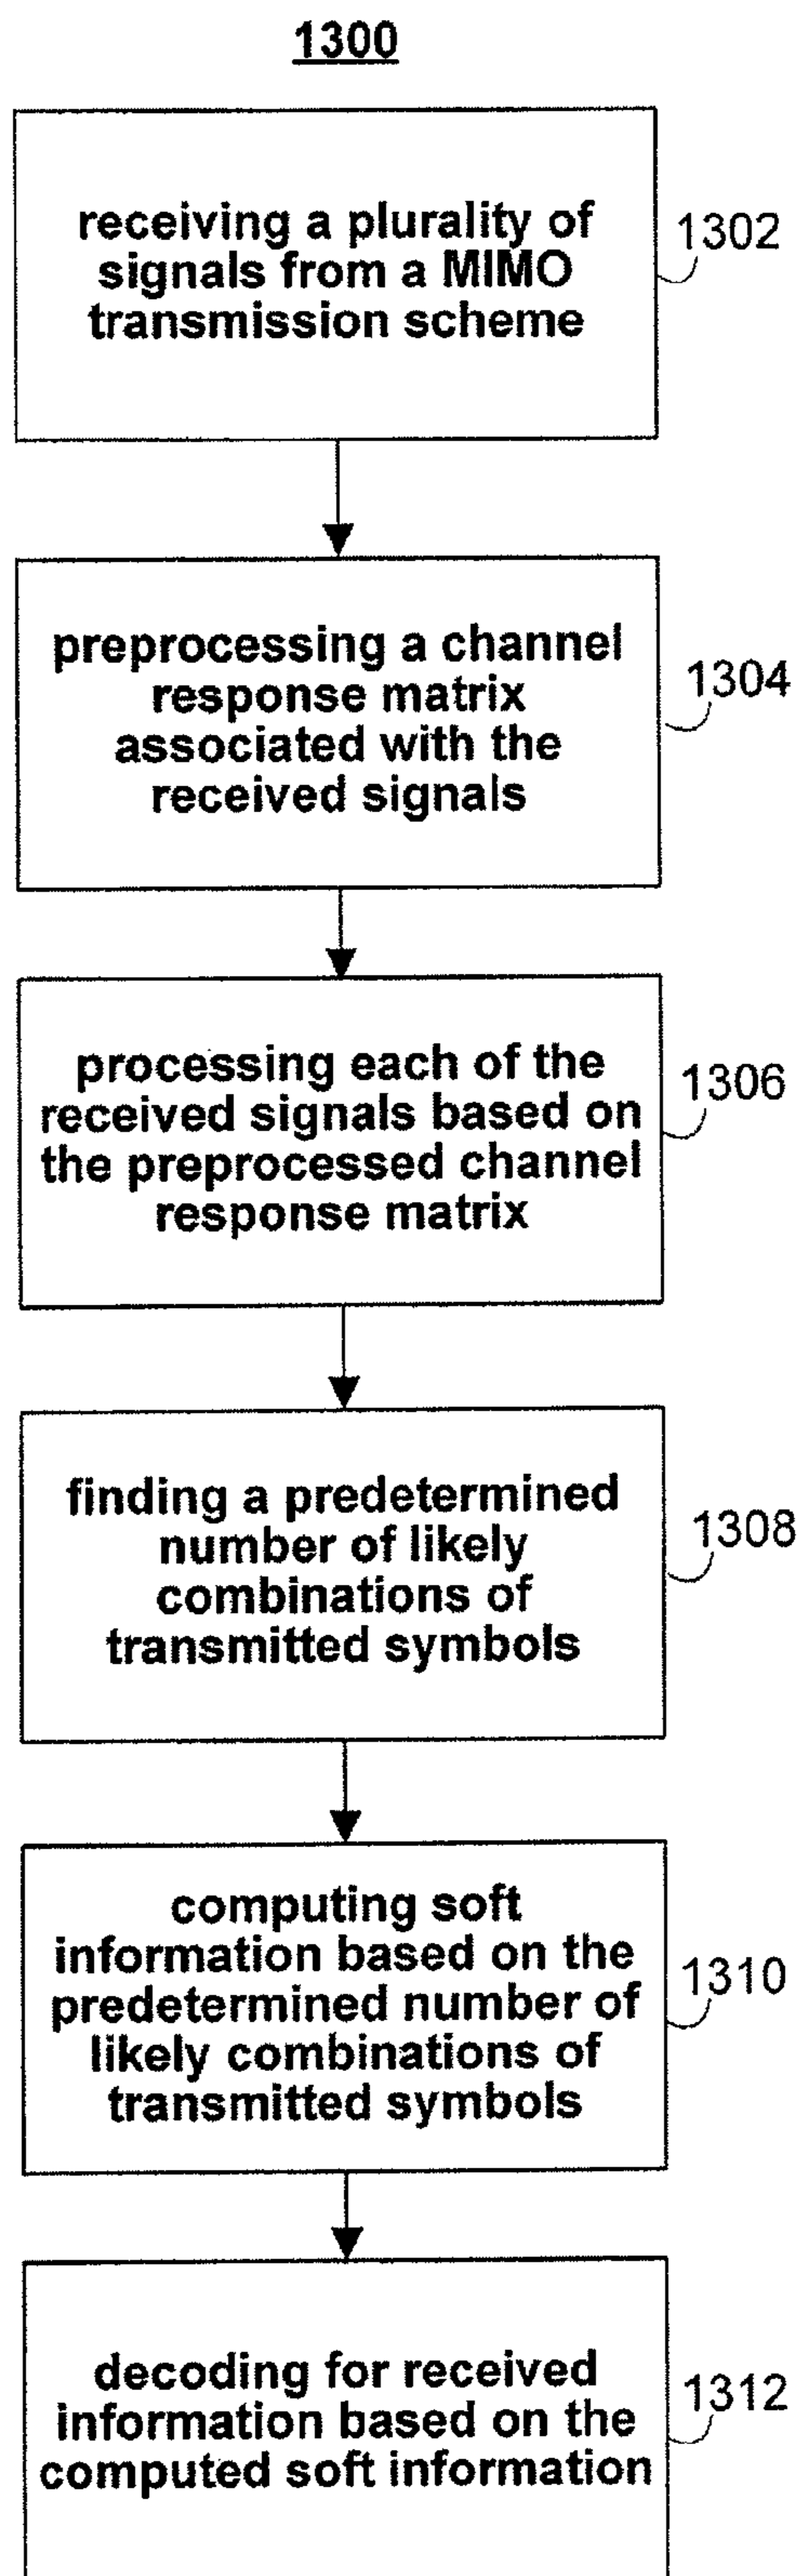 1300
receiving a plurality of
signals from a MIMO
transmission scheme
1302
preprocessing a channel
response matrix
associated with the
received signals
1304
processing each of the
received signals based on
the preprocessed channel
response matrix
1306
finding a predetermined
number of likely
combinations of
transmitted symbols
1308
computing soft
information based on the
predetermined number of
likely combinations of
transmitted symbols
1310
decoding for received
information based on the
computed soft information
1312